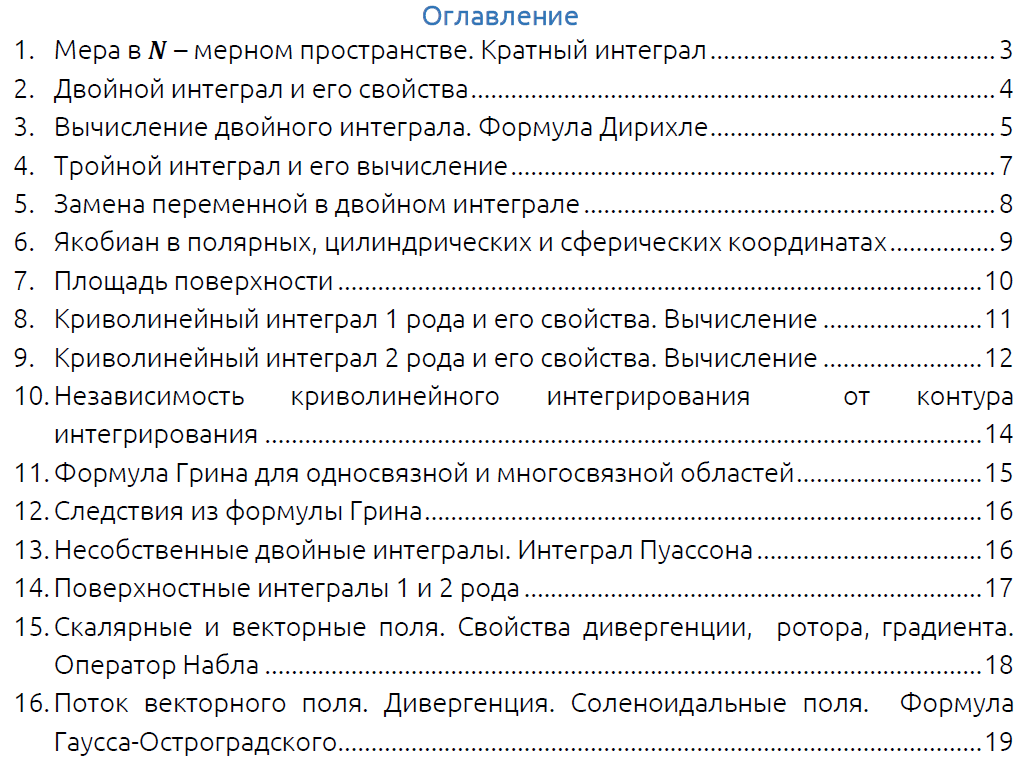 Оглавление
1. Мера в N – мерном пространстве. Кратный интеграл ........ 3
2. Двойной интеграл и его свойства ........ 4
3. Вычисление двойного интеграла. Формула Дирихле ........ 5
4. Тройной интеграл и его вычисление ........ 7
5. Замена переменной в двойном интеграле ........ 8
6. Якобиан в полярных, цилиндрических и сферических координатах ........ 9
7. Площадь поверхности ........ 10
8. Криволинейный интеграл 1 рода и его свойства. Вычисление ........ 11
9. Криволинейный интеграл 2 рода и его свойства. Вычисление ........ 12
10. Независимость криволинейного интегрирования от контура
интегрирования ........ 14
11. Формула Грина для односвязной и многосвязной областей ........ 15
12. Следствия из формулы Грина ........ 16
13. Несобственные двойные интегралы. Интеграл Пуассона ........ 16
14. Поверхностные интегралы 1 и 2 рода ........ 17
15. Скалярные и векторные поля. Свойства дивергенции, ротора, градиента.
Оператор Набла ........ 18
16. Поток векторного поля. Дивергенция. Соленоидальные поля. Формула
Гаусса-Остроградского ........ 19